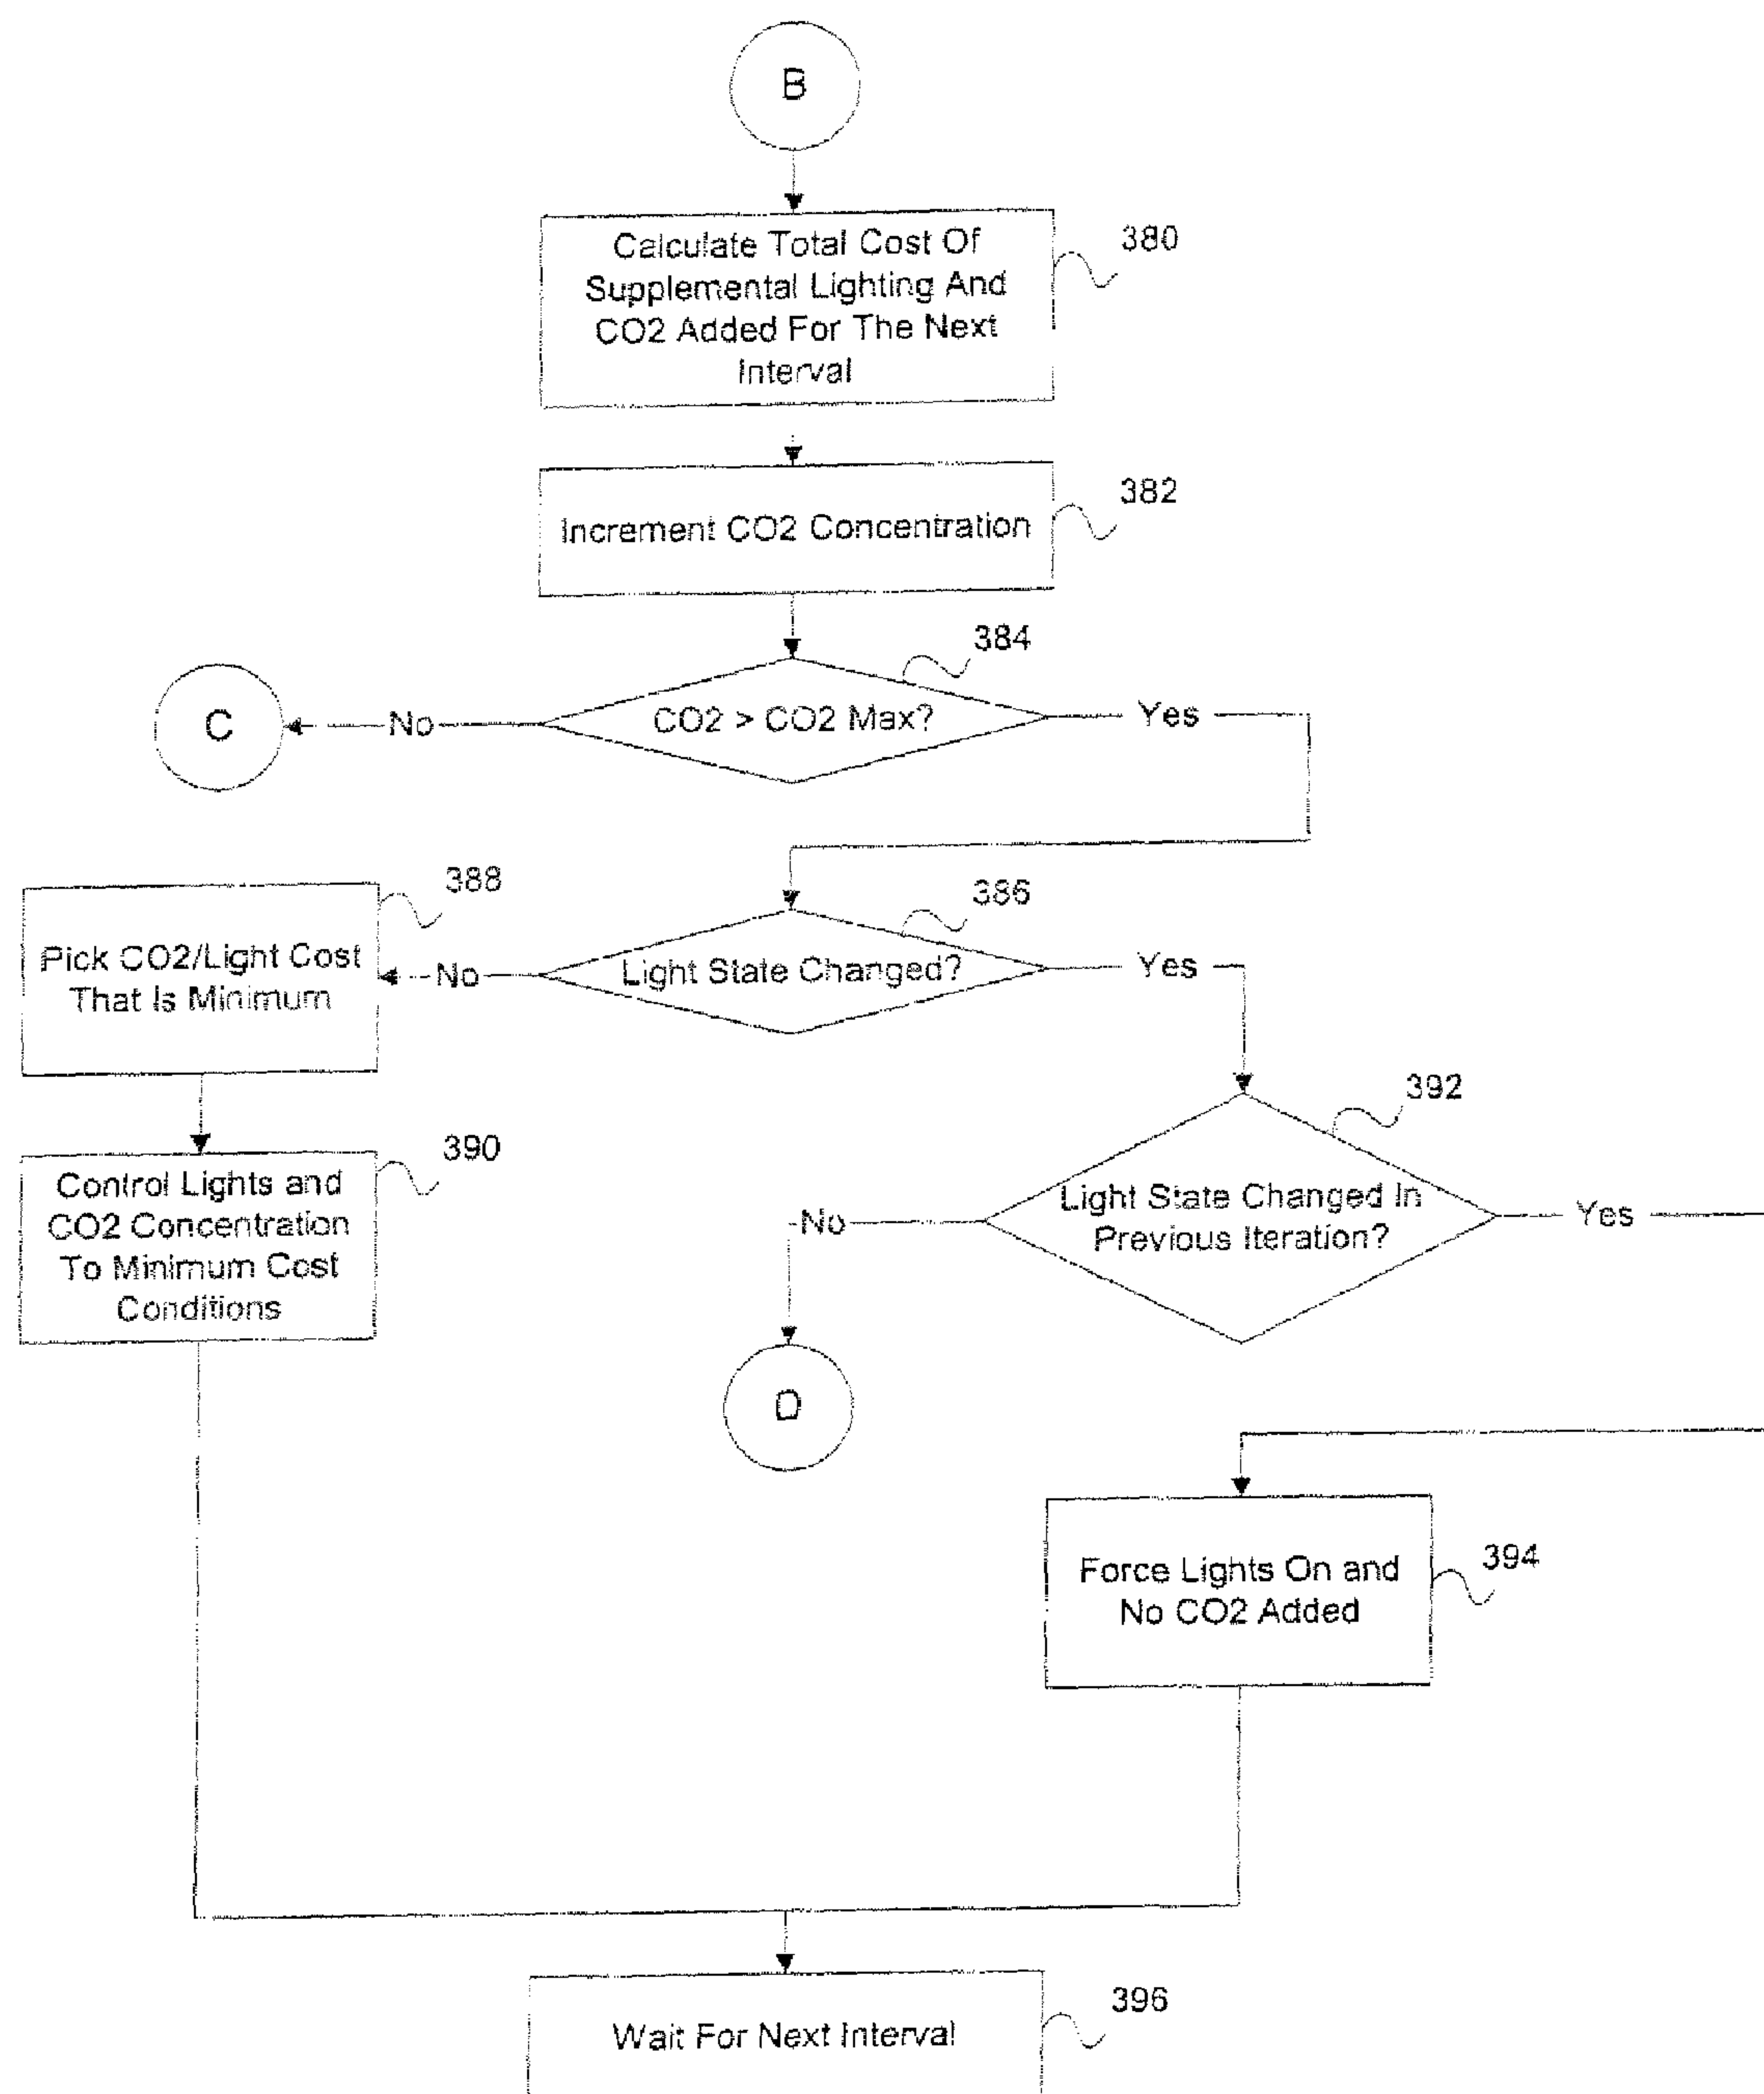 B
Calculate Total Cost Of
Supplemental Lighting And
CO2 Added For The Next
Interval
380
Increment CO2 Concentration
382
384
C
No
CO2 > CO2 Max?
Yes
388
386
Pick CO2/Light Cost
That Is Minimum
No
Light State Changed?
Yes
392
390
Control Lights and
CO2 Concentration
To Minimum Cost
Conditions
No
Light State Changed In
Previous Iteration?
Yes
D
Force Lights On and
No CO2 Added
394
396
Wait For Next Interval